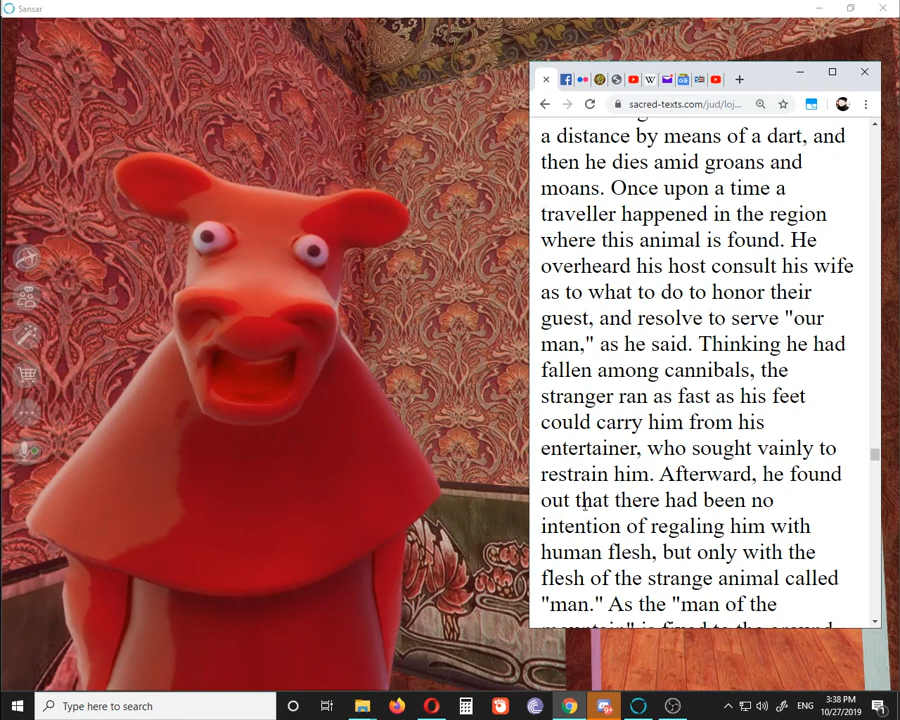 Sansar
sacred-texts.com/jud/loj...
a distance by means of a dart, and
then he dies amid groans and
moans. Once upon a time a
traveller happened in the region
where this animal is found. He
overheard his host consult his wife
as to what to do to honor their
guest, and resolve to serve "our
man," as he said. Thinking he had
fallen among cannibals, the
stranger ran as fast as his feet
could carry him from his
entertainer, who sought vainly to
restrain him. Afterward, he found
out that there had been no
intention of regaling him with
human flesh, but only with the
flesh of the strange animal called
"man." As the "man of the
mountain" is fixed to the ground
Type here to search
ENG
3:38 PM
10/27/2019